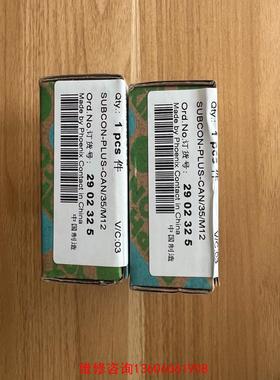 Qty.: 1 pcs 件
SUBCON-PLUS-CAN/35/M12
Ord.No.订货号:
29 02 32 5
V/C.03
Made by Phoenix Contact in China
中国制造
Qty.: 1 pcs 件
SUBCON-PLUS-CAN/35/M12
Ord.No.订货号:
29 02 32 5
V/C.03
Made by Phoenix Contact in China
中国制造